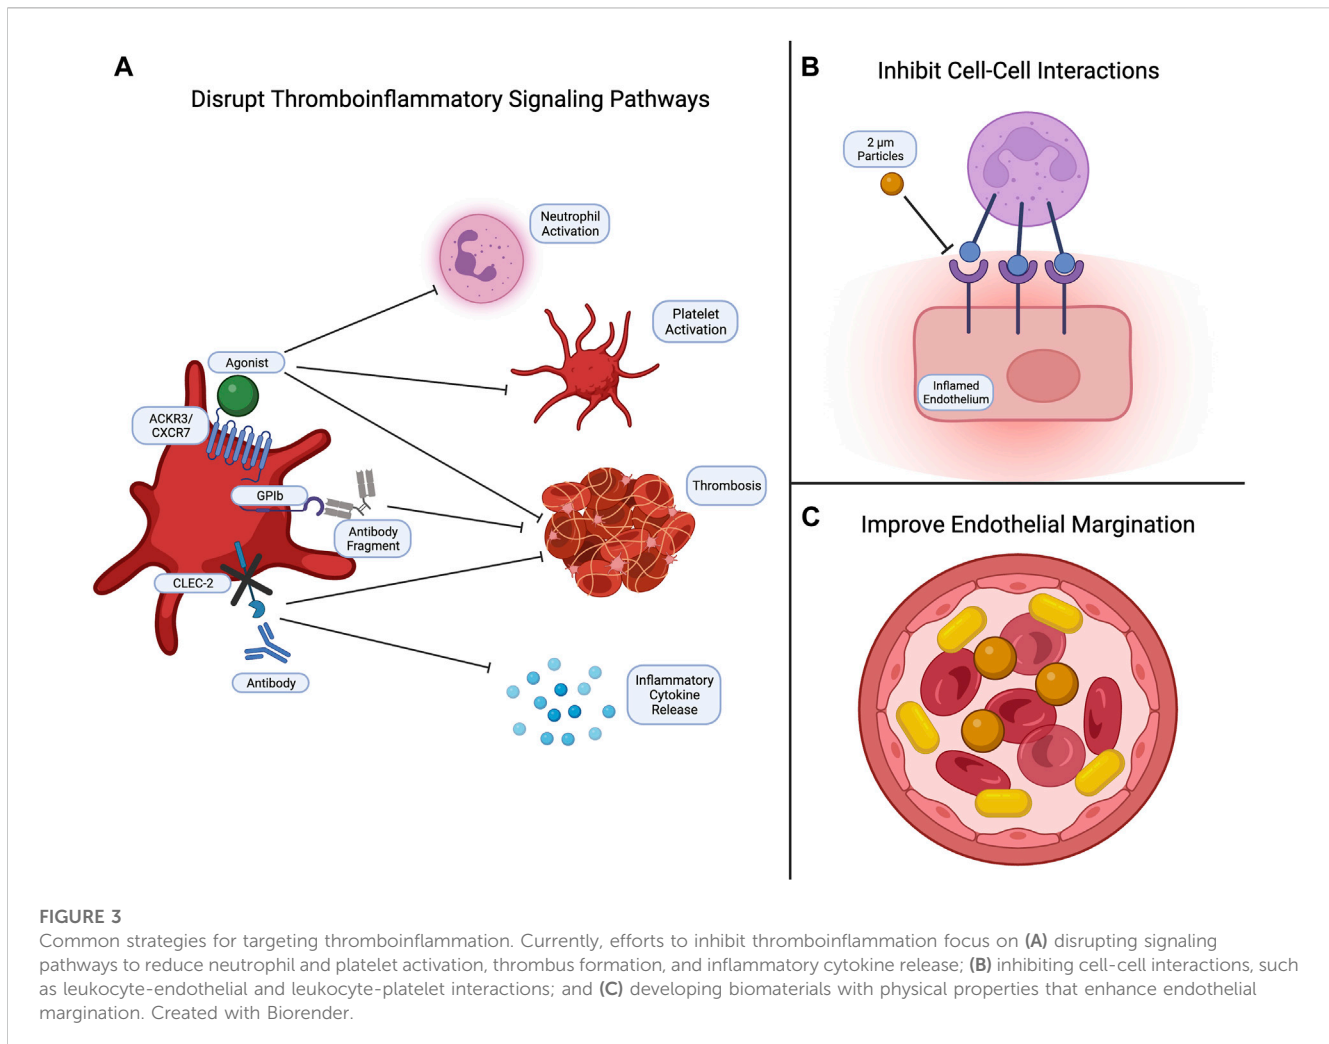 A
Disrupt Thromboinflammatory Signaling Pathways
Neutrophil
Activation
Platelet
Activation
Agonist
ACKR3/
CXCR7
GPIb
Antibody
Fragment
Thrombosis
CLEC-2
Antibody
Inflammatory
Cytokine
Release
B
Inhibit Cell-Cell Interactions
2 µm
Particles
Inflamed
Endothelium
C
Improve Endothelial Margination
FIGURE 3
Common strategies for targeting thromboinflammation. Currently, efforts to inhibit thromboinflammation focus on (A) disrupting signaling
pathways to reduce neutrophil and platelet activation, thrombus formation, and inflammatory cytokine release; (B) inhibiting cell-cell interactions, such
as leukocyte-endothelial and leukocyte-platelet interactions; and (C) developing biomaterials with physical properties that enhance endothelial
margination. Created with Biorender.